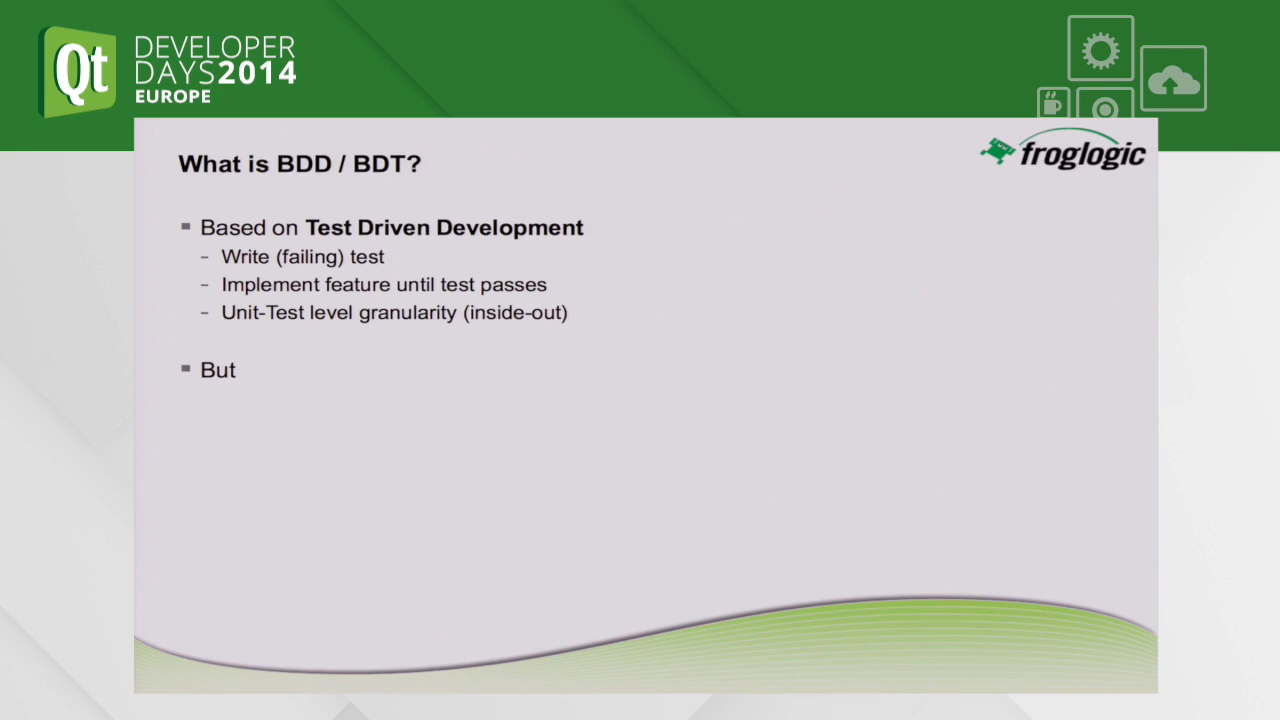 Qt
DEVELOPER
DAYS2014
EUROPE
froglogic
What is BDD / BDT?
Based on Test Driven Development
- Write (failing) test
- Implement feature until test passes
- Unit-Test level granularity (inside-out)
But